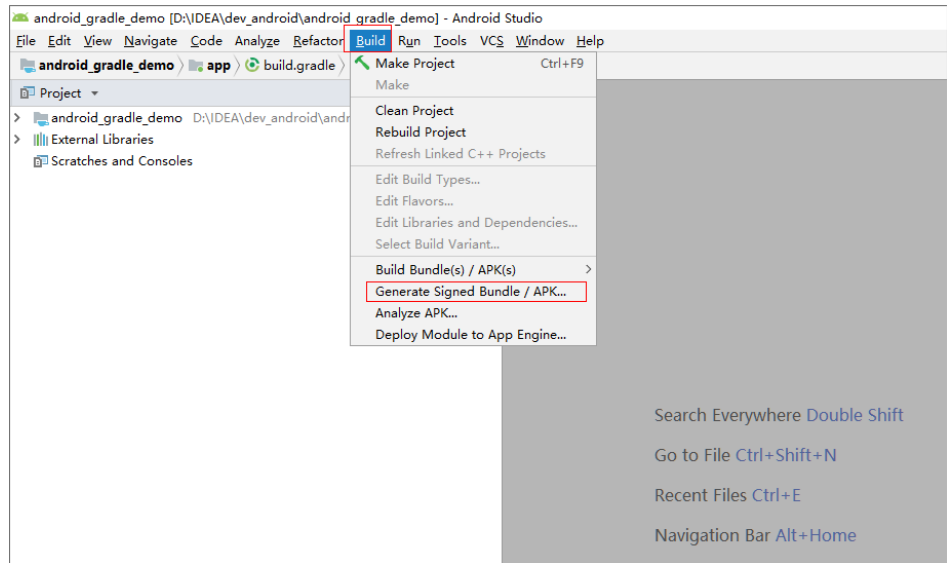 android_gradle_demo [D:\IDEA\dev_android\android_gradle_demo] - Android Studio
File Edit View Navigate Code Analyze Refactor Build Run Tools VCS Window Help
android_gradle_demo app build.gradle
Make Project Ctrl+F9
Project
Make
android_gradle_demo D:\IDEA\dev_android\andr
Clean Project
External Libraries
Rebuild Project
Scratches and Consoles
Refresh Linked C++ Projects
Edit Build Types...
Edit Flavors...
Edit Libraries and Dependencies...
Select Build Variant...
Build Bundle(s) / APK(s)
Generate Signed Bundle / APK...
Analyze APK...
Deploy Module to App Engine...
Search Everywhere Double Shift
Go to File Ctrl+Shift+N
Recent Files Ctrl+E
Navigation Bar Alt+Home